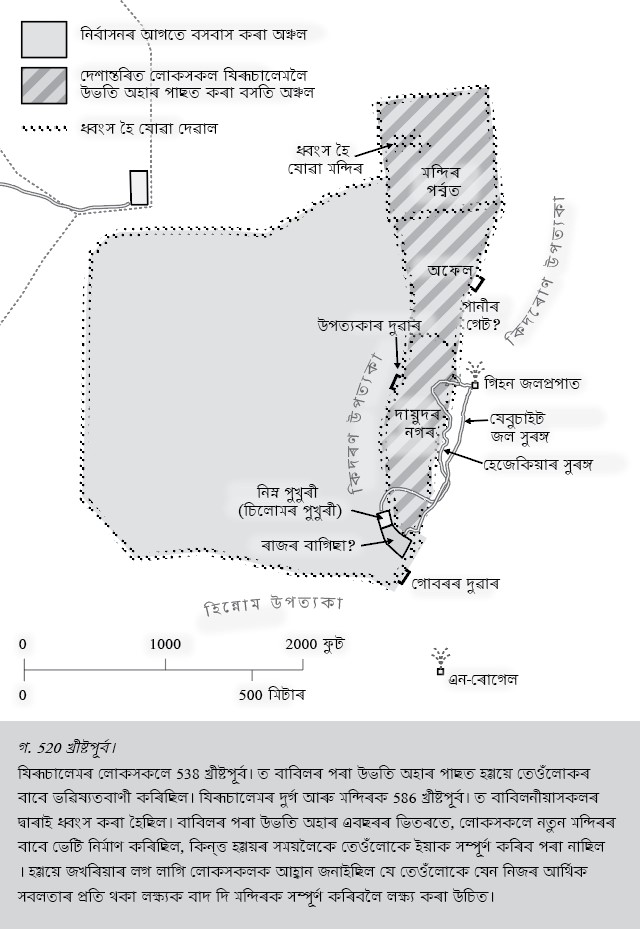 নিৰ্বাসনৰ আগতে বসবাস কৰা অঞ্চল
দেশান্তৰিত লোকসকল যিৰূচালেমলৈ
উভতি অহাৰ পাছত কৰা বসতি অঞ্চল
ধ্বংস হৈ যোৱা দেৱাল
ধ্বংস হৈ
যোৱা মন্দিৰ
মন্দিৰ
পৰ্ব্বত
অফেল
পানীৰ
গেট?
কিদৰোণ উপত্যকা
উপত্যকাৰ দুৱাৰ
কিদৰণ উপত্যকা
গিহন জলপ্ৰপাত
দায়ুদৰ
নগৰ
যেবুচাইট
জল সুৰঙ্গ
হেজেকিয়াৰ সুৰঙ্গ
নিম্ন পুখুৰী
(চিলোমৰ পুখুৰী)
ৰাজৰ বাগিছা?
গোবৰৰ দুৱাৰ
হিন্নোম উপত্যকা
0 1000 2000 ফুট
0 500 মিটাৰ
এন-ৰোগেল
গ. 520 খ্ৰীষ্টপূৰ্ব।
যিৰূচালেমৰ লোকসকলে 538 খ্ৰীষ্টপূৰ্ব। ত বাবিলৰ পৰা উভতি অহাৰ পাছত হগ্গয়ে তেওঁলোকৰ
বাবে ভৱিষ্যতবাণী কৰিছিল। যিৰূচালেমৰ দুৰ্গ আৰু মন্দিৰক 586 খ্ৰীষ্টপূৰ্ব। ত বাবিলনীয়াসকলৰ
দ্বাৰাই ধ্বংস কৰা হৈছিল। বাবিলৰ পৰা উভতি অহাৰ এবছৰৰ ভিতৰতে, লোকসকলে নতুন মন্দিৰৰ
বাবে ভেটি নিৰ্মাণ কৰিছিল, কিন্ত্ত হগ্গয়ৰ সময়লৈকে তেওঁলোকে ইয়াক সম্পূৰ্ণ কৰিব পৰা নাছিল
। হগ্গয়ে জখৰিয়াৰ লগ লাগি লোকসকলক আহ্বান জনাইছিল যে তেওঁলোকে যেন নিজৰ আৰ্থিক
সবলতাৰ প্ৰতি থকা লক্ষ্যক বাদ দি মন্দিৰক সম্পূৰ্ণ কৰিবলৈ লক্ষ্য কৰা উচিত।